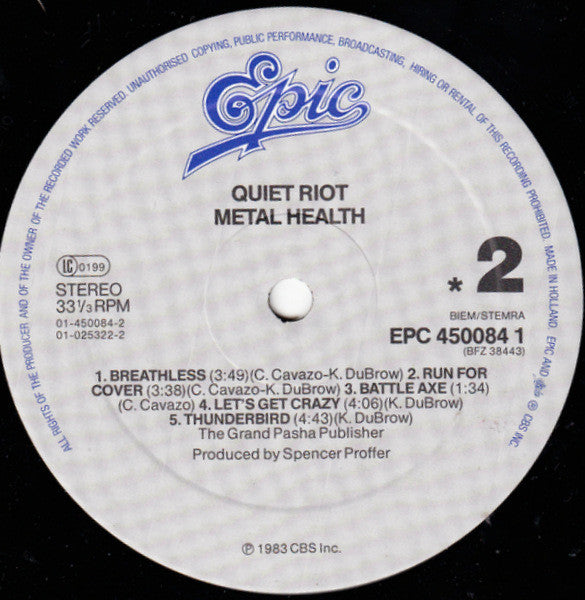 ALL RIGHTS OF THE PRODUCER AND OF THE OWNER OF THE RECORDED WORK RESERVED. UNAUTHORISED COPYING, PUBLIC PERFORMANCE, BROADCASTING, HIRING OR RENTAL OF THIS RECORDING PROHIBITED. MADE IN HOLLAND. EPIC AND Epic ® CBS INC.
Epic
QUIET RIOT
METAL HEALTH
LC 0199
STEREO
33 1/3 RPM
01-450084-2
01-025322-2
* 2
BIEM/STEMRA
EPC 450084 1
(BFZ 38443)
1. BREATHLESS (3:49)(C. Cavazo-K. DuBrow) 2. RUN FOR
COVER (3:38)(C. Cavazo-K. DuBrow) 3. BATTLE AXE (1:34)
(C. Cavazo) 4. LET'S GET CRAZY (4:06)(K. DuBrow)
5. THUNDERBIRD (4:43)(K. DuBrow)
The Grand Pasha Publisher
Produced by Spencer Proffer
℗ 1983 CBS Inc.